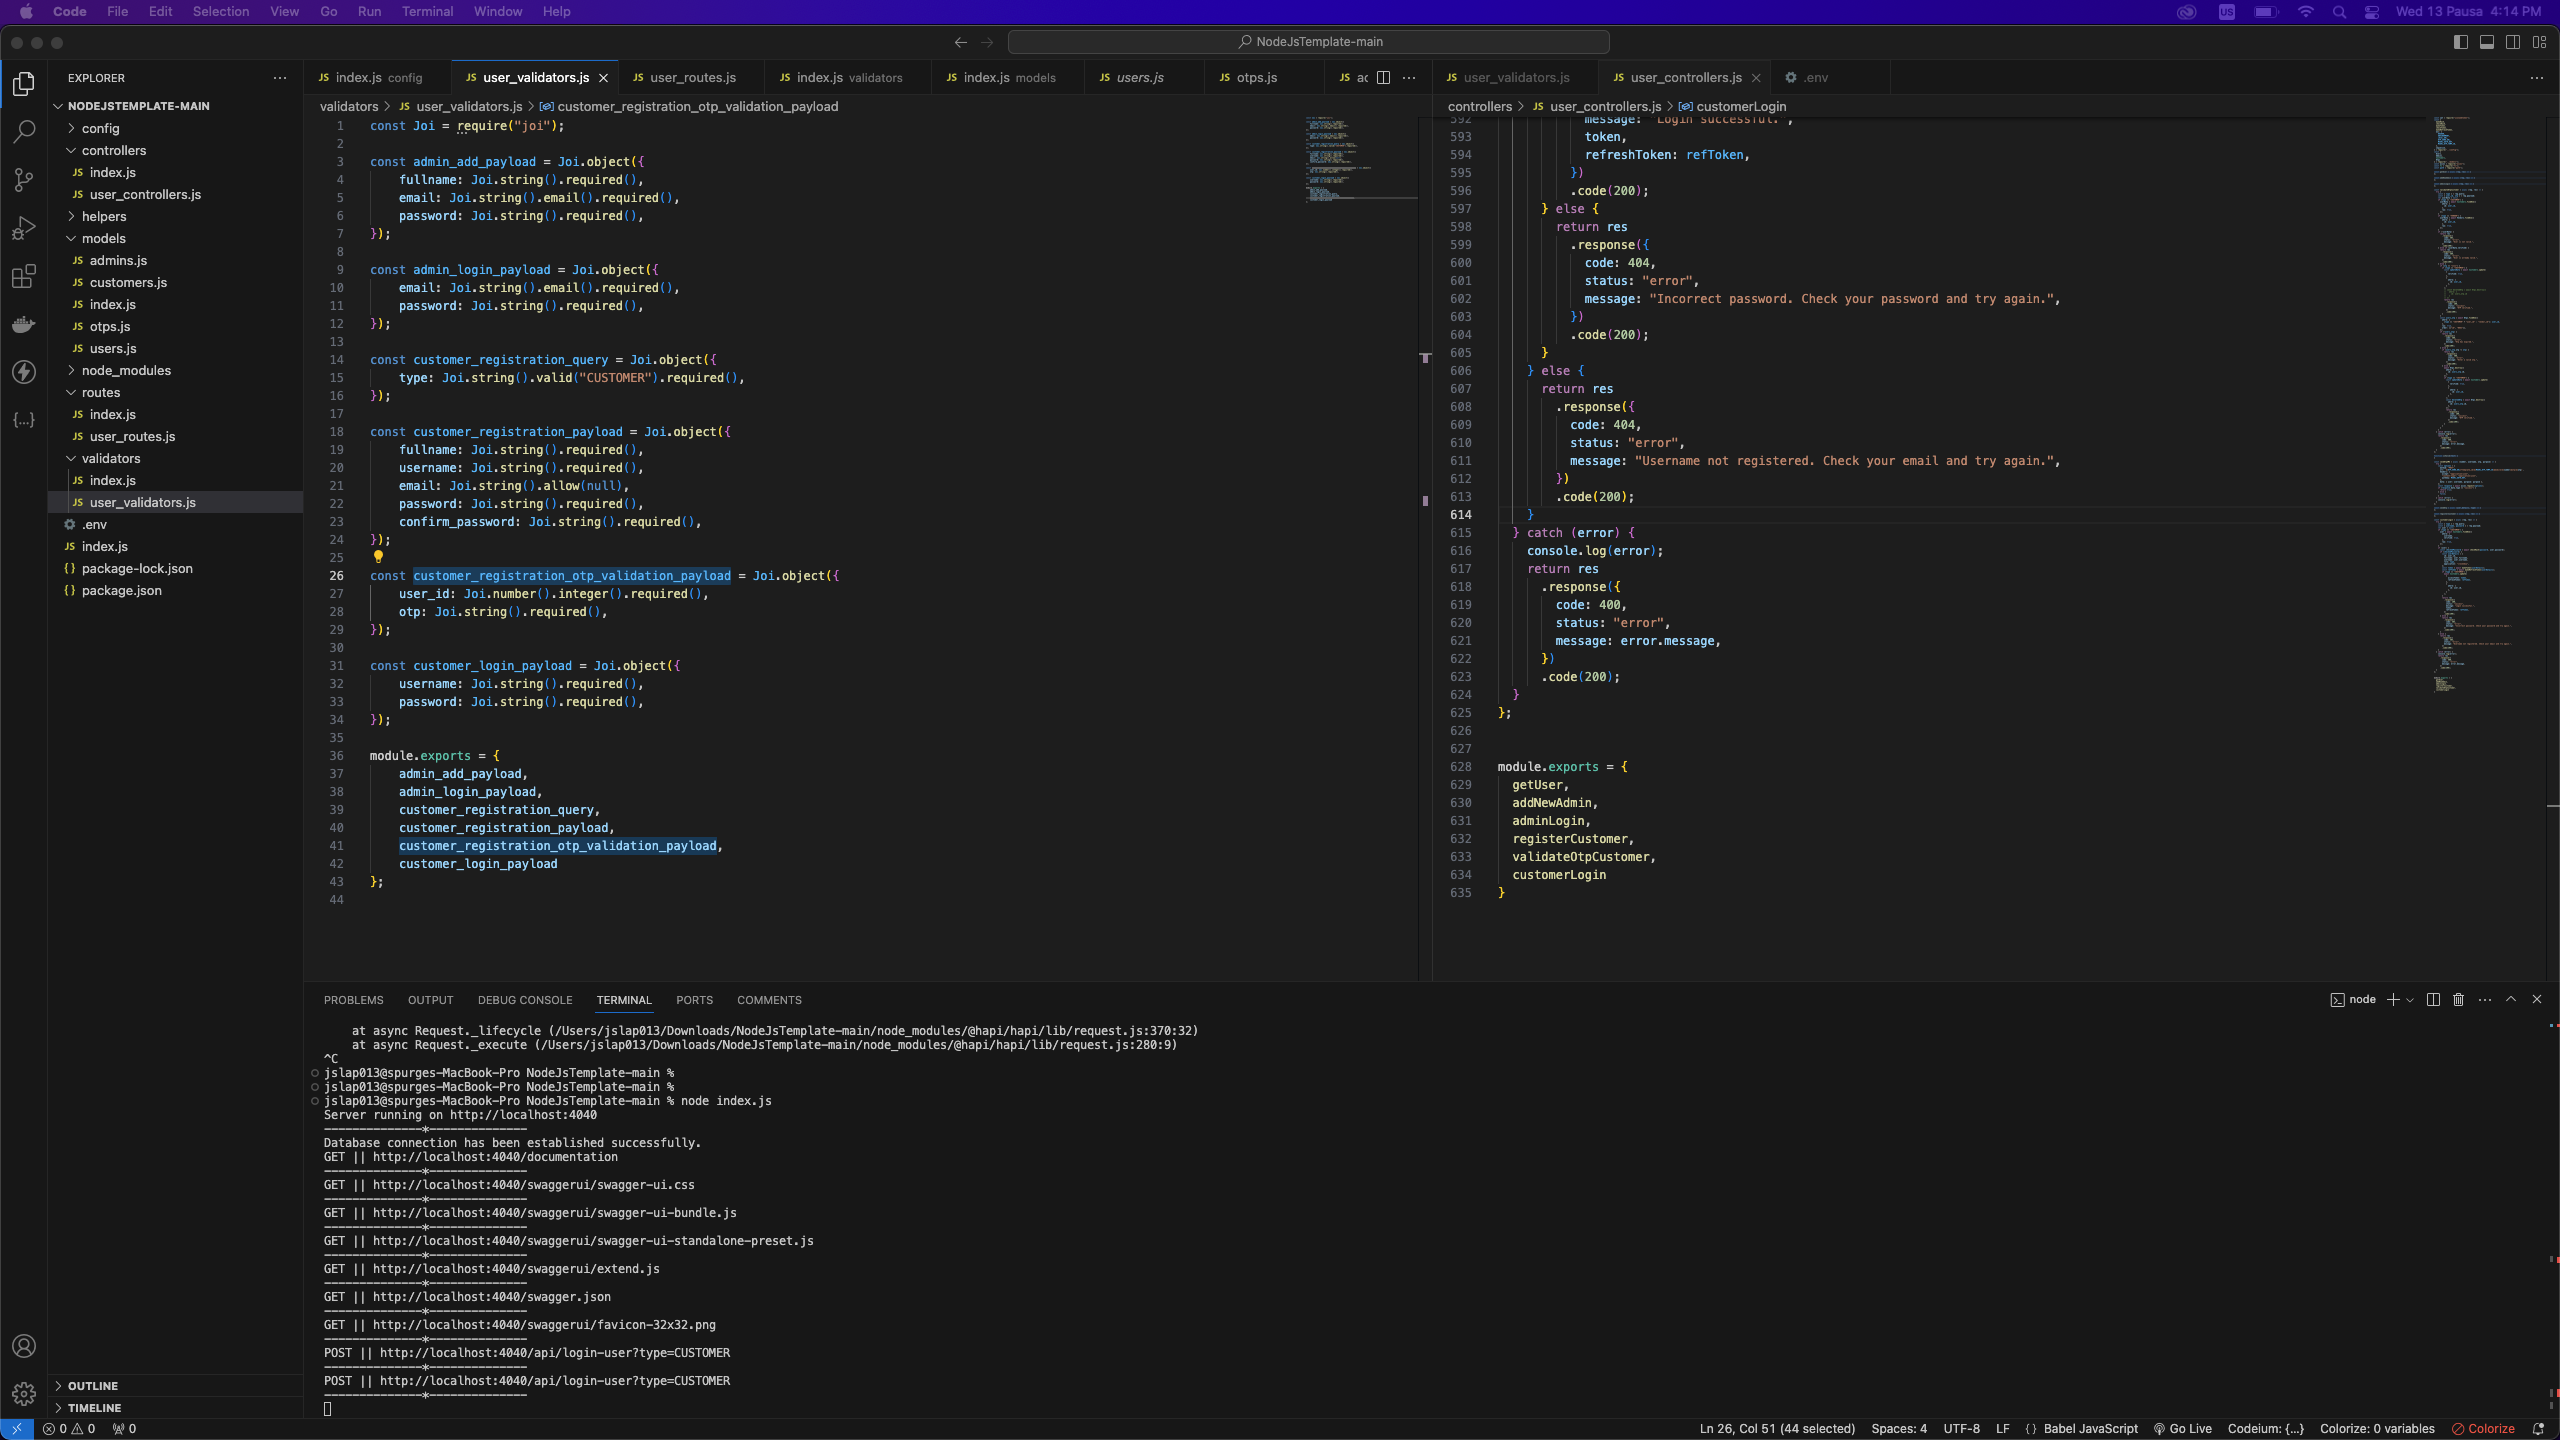 Code File Edit Selection View Go Run Terminal Window Help
US Wed 13 Pausa 4:14 PM
NodeJsTemplate-main
EXPLORER
NODEJSTEMPLATE-MAIN
config
controllers
JS index.js
JS user_controllers.js
helpers
models
JS admins.js
JS customers.js
JS index.js
JS otps.js
JS users.js
node_modules
routes
JS index.js
JS user_routes.js
validators
JS index.js
JS user_validators.js
.env
JS index.js
{} package-lock.json
{} package.json
OUTLINE
TIMELINE
JS index.js config JS user_validators.js JS user_routes.js JS index.js validators JS index.js models JS users.js JS otps.js JS
validators > JS user_validators.js > customer_registration_otp_validation_payload
1 const Joi = require("joi");
2
3 const admin_add_payload = Joi.object({
4 fullname: Joi.string().required(),
5 email: Joi.string().email().required(),
6 password: Joi.string().required(),
7 });
8
9 const admin_login_payload = Joi.object({
10 email: Joi.string().email().required(),
11 password: Joi.string().required(),
12 });
13
14 const customer_registration_query = Joi.object({
15 type: Joi.string().valid("CUSTOMER").required(),
16 });
17
18 const customer_registration_payload = Joi.object({
19 fullname: Joi.string().required(),
20 username: Joi.string().required(),
21 email: Joi.string().allow(null),
22 password: Joi.string().required(),
23 confirm_password: Joi.string().required(),
24 });
25
26 const customer_registration_otp_validation_payload = Joi.object({
27 user_id: Joi.number().integer().required(),
28 otp: Joi.string().required(),
29 });
30
31 const customer_login_payload = Joi.object({
32 username: Joi.string().required(),
33 password: Joi.string().required(),
34 });
35
36 module.exports = {
37 admin_add_payload,
38 admin_login_payload,
39 customer_registration_query,
40 customer_registration_payload,
41 customer_registration_otp_validation_payload,
42 customer_login_payload
43 };
44
JS user_validators.js JS user_controllers.js .env
controllers > JS user_controllers.js > customerLogin
592 message: "Login successful.",
593 token,
594 refreshToken: refToken,
595 })
596 .code(200);
597 } else {
598 return res
599 .response({
600 code: 404,
601 status: "error",
602 message: "Incorrect password. Check your password and try again.",
603 })
604 .code(200);
605 }
606 } else {
607 return res
608 .response({
609 code: 404,
610 status: "error",
611 message: "Username not registered. Check your email and try again.",
612 })
613 .code(200);
614 }
615 } catch (error) {
616 console.log(error);
617 return res
618 .response({
619 code: 400,
620 status: "error",
621 message: error.message,
622 })
623 .code(200);
624 }
625 };
626
627
628 module.exports = {
629 getUser,
630 addNewAdmin,
631 adminLogin,
632 registerCustomer,
633 validateOtpCustomer,
634 customerLogin
635 }
PROBLEMS OUTPUT DEBUG CONSOLE TERMINAL PORTS COMMENTS
node
at async Request._lifecycle (/Users/jslap013/Downloads/NodeJsTemplate-main/node_modules/@hapi/hapi/lib/request.js:370:32)
at async Request._execute (/Users/jslap013/Downloads/NodeJsTemplate-main/node_modules/@hapi/hapi/lib/request.js:280:9)
^C
jslap013@spurges-MacBook-Pro NodeJsTemplate-main %
jslap013@spurges-MacBook-Pro NodeJsTemplate-main %
jslap013@spurges-MacBook-Pro NodeJsTemplate-main % node index.js
Server running on http://localhost:4040
--------------*--------------
Database connection has been established successfully.
GET || http://localhost:4040/documentation
--------------*--------------
GET || http://localhost:4040/swaggerui/swagger-ui.css
--------------*--------------
GET || http://localhost:4040/swaggerui/swagger-ui-bundle.js
--------------*--------------
GET || http://localhost:4040/swaggerui/swagger-ui-standalone-preset.js
--------------*--------------
GET || http://localhost:4040/swaggerui/extend.js
--------------*--------------
GET || http://localhost:4040/swagger.json
--------------*--------------
GET || http://localhost:4040/swaggerui/favicon-32x32.png
--------------*--------------
POST || http://localhost:4040/api/login-user?type=CUSTOMER
--------------*--------------
POST || http://localhost:4040/api/login-user?type=CUSTOMER
--------------*--------------
0 0 0 Ln 26, Col 51 (44 selected) Spaces: 4 UTF-8 LF {} Babel JavaScript Go Live Codeium: {...} Colorize: 0 variables Colorize